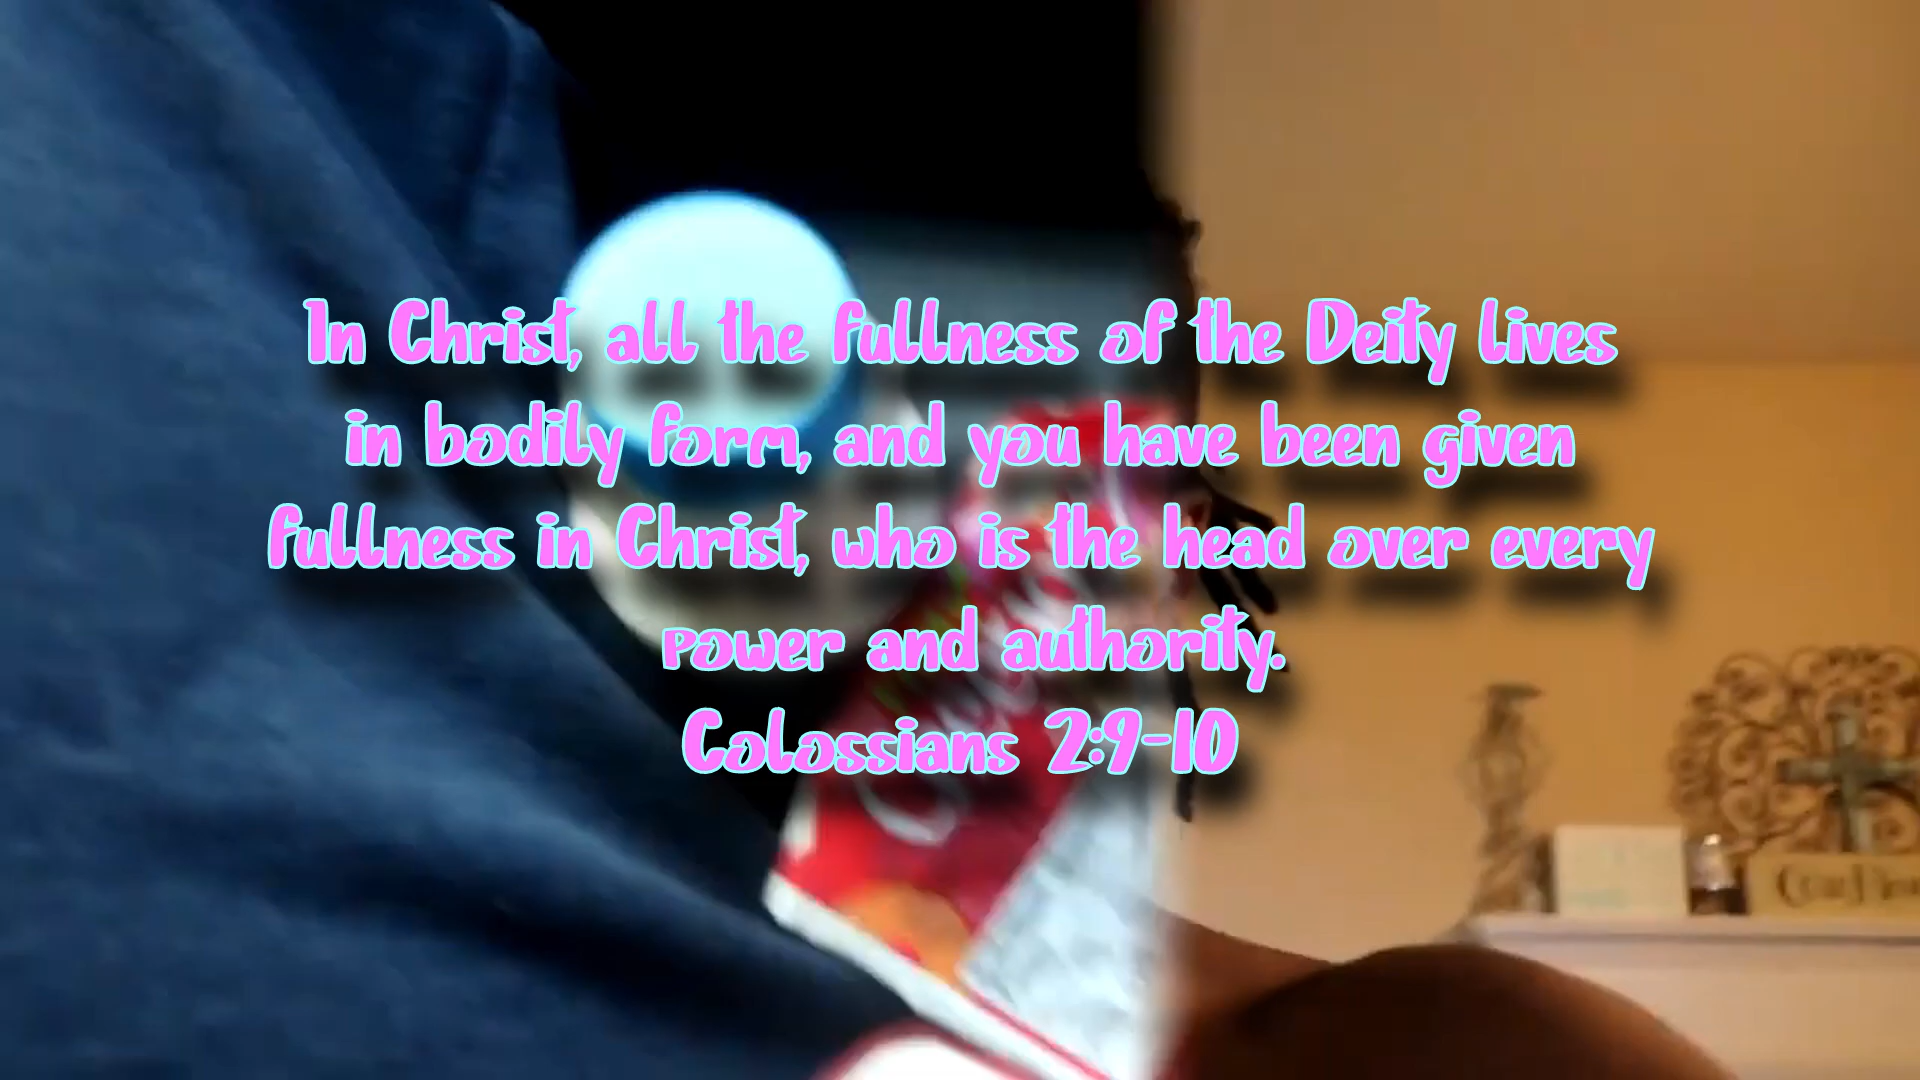 In Christ, all the fullness of the Deity lives
in bodily form, and you have been given
fullness in Christ, who is the head over every
power and authority.
Colossians 2:9-10